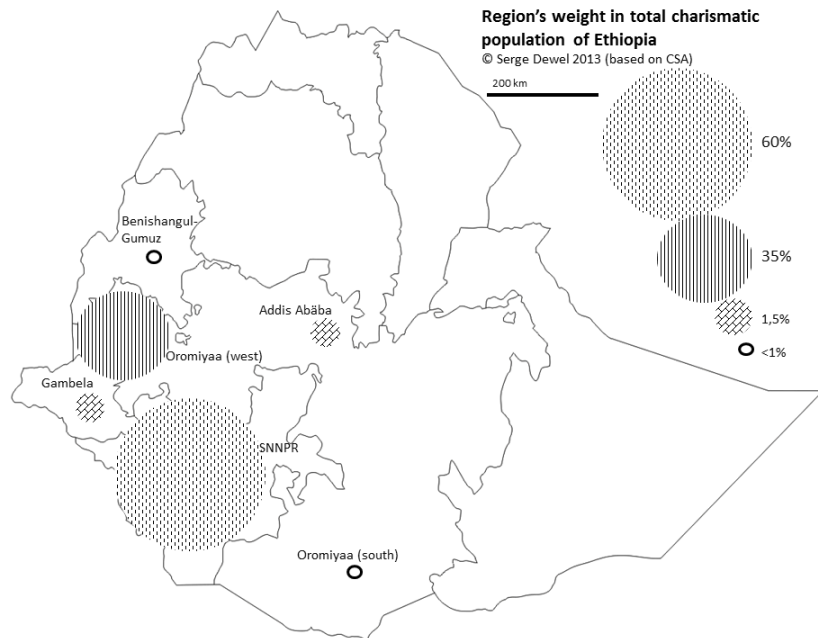 Region's weight in total charismatic
population of Ethiopia
© Serge Dewel 2013 (based on CSA)
200 km
60%
35%
1,5%
<1%
Benishangul-
Gumuz
Addis Abäba
Oromiyaa (west)
Gambela
SNNPR
Oromiyaa (south)